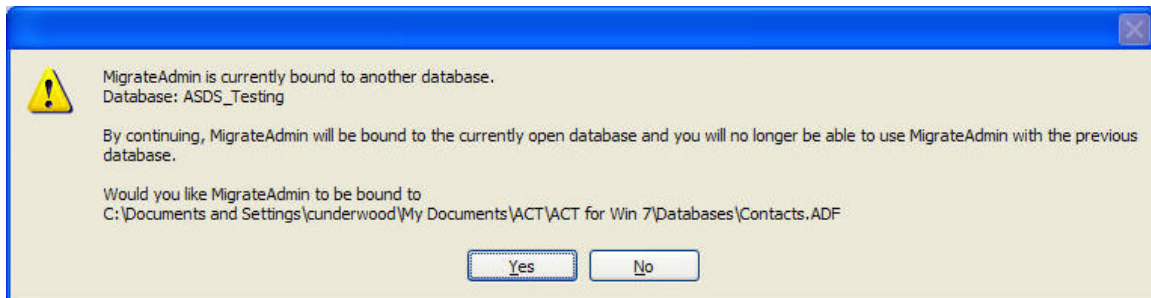 MigrateAdmin is currently bound to another database.
Database: ASDS_Testing
By continuing, MigrateAdmin will be bound to the currently open database and you will no longer be able to use MigrateAdmin with the previous
database.
Would you like MigrateAdmin to be bound to
C:\Documents and Settings\cunderwood\My Documents\ACT\ACT for Win 7\Databases\Contacts.ADF
Yes No